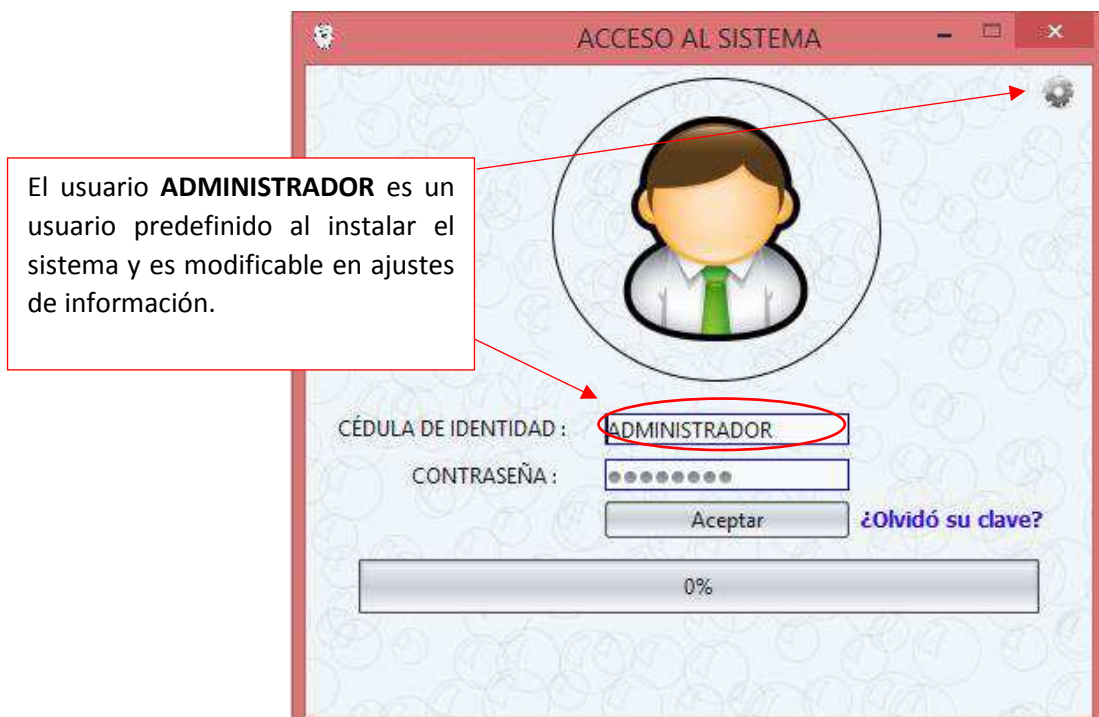 ACCESO AL SISTEMA
El usuario ADMINISTRADOR es un
usuario predefinido al instalar el
sistema y es modificable en ajustes
de información.
CÉDULA DE IDENTIDAD :
ADMINISTRADOR
CONTRASEÑA :
Aceptar
¿Olvidó su clave?
0%